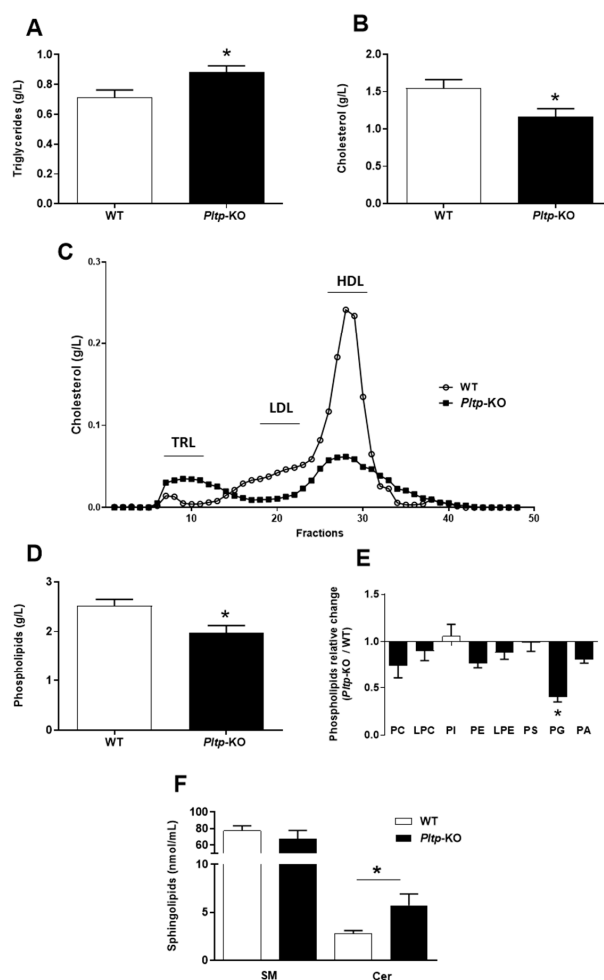 A
B
*
*
Triglycerides (g/L)
1.0
0.8
0.6
0.4
0.2
0.0
WT
Pltp-KO
Cholesterol (g/L)
2.0
1.5
1.0
0.5
0.0
WT
Pltp-KO
C
Cholesterol (g/L)
0.3
0.2
0.1
0.0
HDL
LDL
TRL
WT
Pltp-KO
10
20
30
40
50
Fractions
D
Phospholipids (g/L)
3
2
1
0
*
WT
Pltp-KO
E
Phospholipids relative change
(Pltp-KO / WT)
1.5
1.0
0.5
0.0
*
PC LPC PI PE LPE PS PG PA
F
Sphingolipids (nmol/mL)
100
80
60
40
10
5
0
WT
Pltp-KO
*
SM
Cer